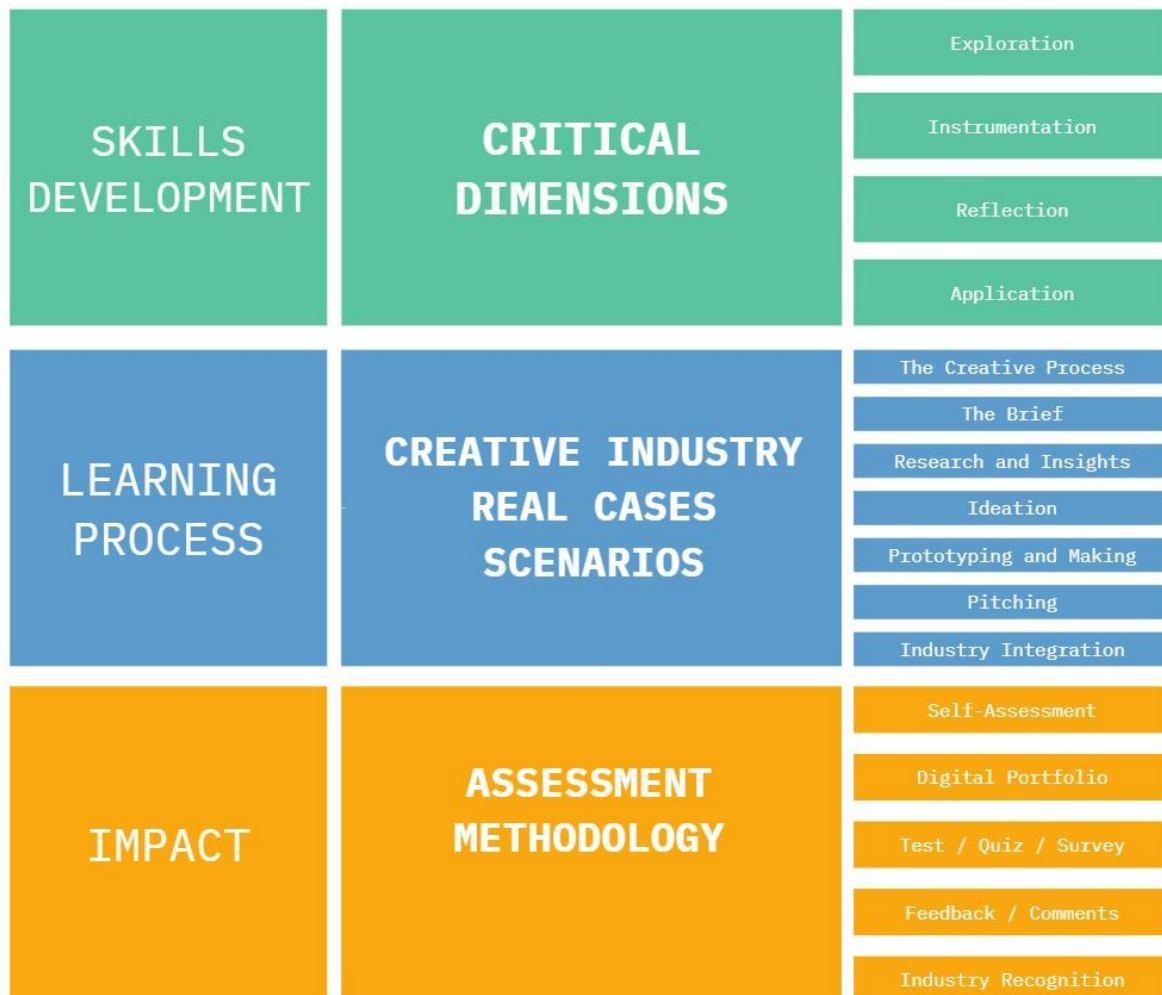 SKILLS
DEVELOPMENT
CRITICAL
DIMENSIONS
Exploration
Instrumentation
Reflection
Application
LEARNING
PROCESS
CREATIVE INDUSTRY
REAL CASES
SCENARIOS
The Creative Process
The Brief
Research and Insights
Ideation
Prototyping and Making
Pitching
Industry Integration
IMPACT
ASSESSMENT
METHODOLOGY
Self-Assessment
Digital Portfolio
Test / Quiz / Survey
Feedback / Comments
Industry Recognition